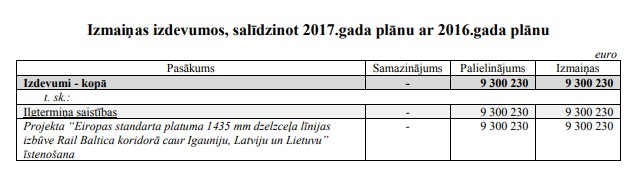 Izmaiņas izdevumos, salīdzinot 2017.gada plānu ar 2016.gada plānu
euro
Pasākums Samazinājums Palielinājums Izmaiņas
Izdevumi - kopā - 9 300 230 9 300 230
t. sk.:
Ilgtermiņa saistības - 9 300 230 9 300 230
Projekta “Eiropas standarta platuma 1435 mm dzelzceļa līnijas - 9 300 230 9 300 230
izbūve Rail Baltica koridorā caur Igauniju, Latviju un Lietuvu”
īstenošana